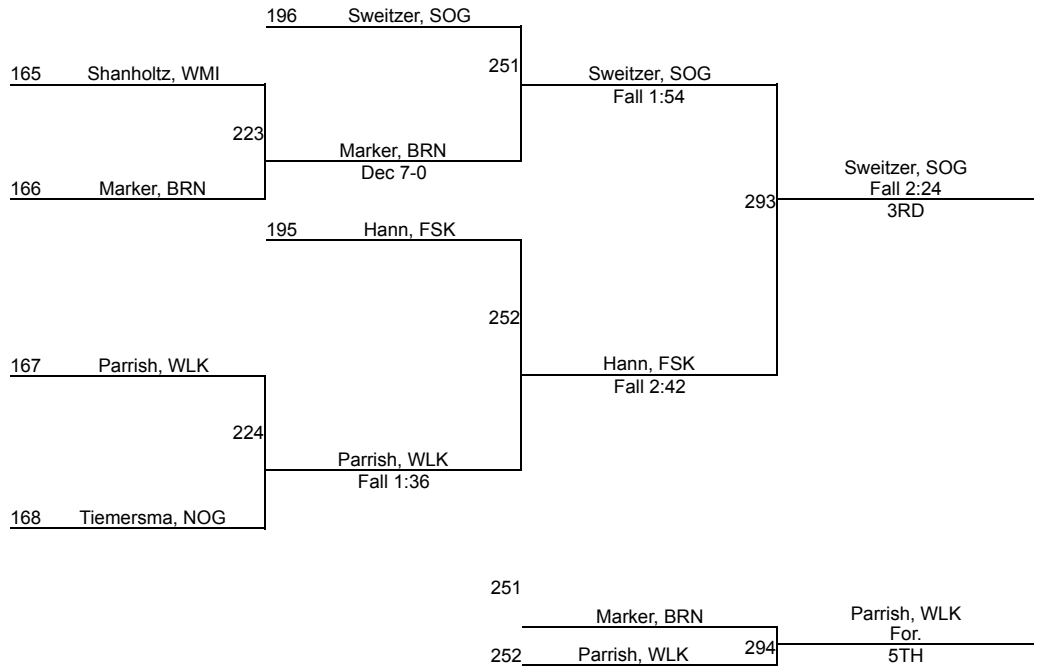 196 Sweitzer, SOG
165 Shanholtz, WMI
251
Sweitzer, SOG
Fall 1:54
223
Marker, BRN
Dec 7-0
166 Marker, BRN
293
Sweitzer, SOG
Fall 2:24
3RD
195 Hann, FSK
252
167 Parrish, WLK
Hann, FSK
Fall 2:42
224
Parrish, WLK
Fall 1:36
168 Tiemersma, NOG
251
Marker, BRN
252 Parrish, WLK
294
Parrish, WLK
For.
5TH